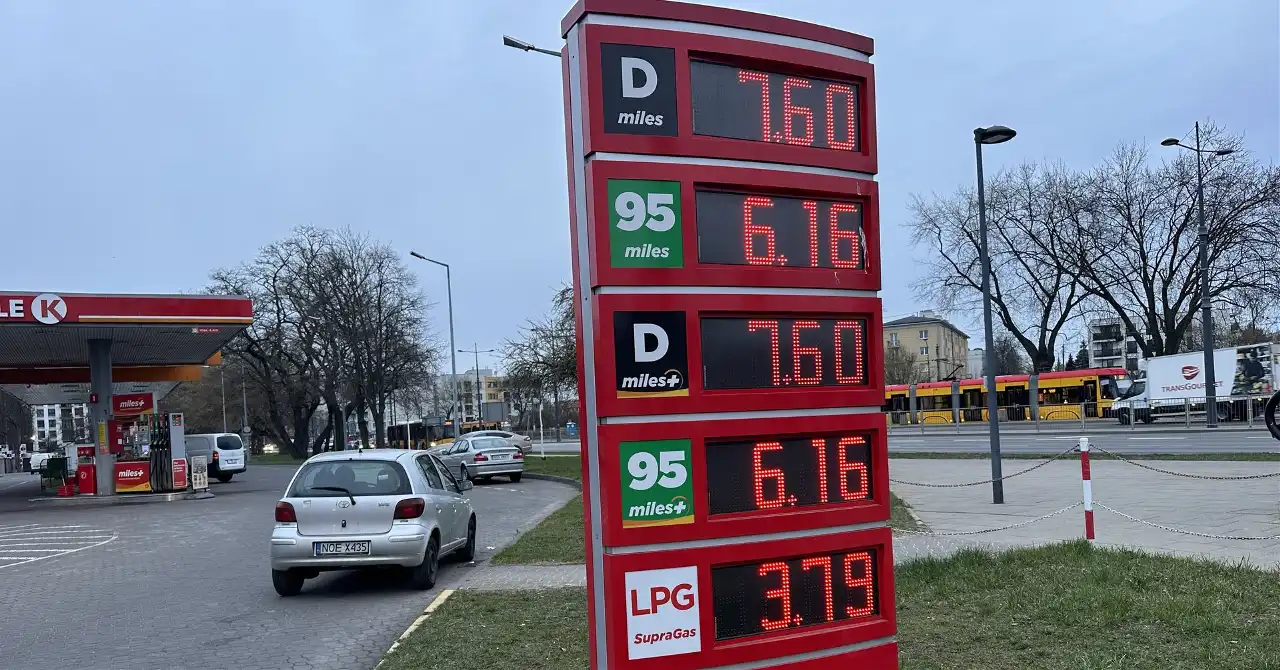 D
miles
7.60
95
miles
6.16
D
miles+
7.60
95
miles+
6.16
LPG
SupraGas
3.79
LE K
miles+
miles+
NOE X435
TRANSGOURMET